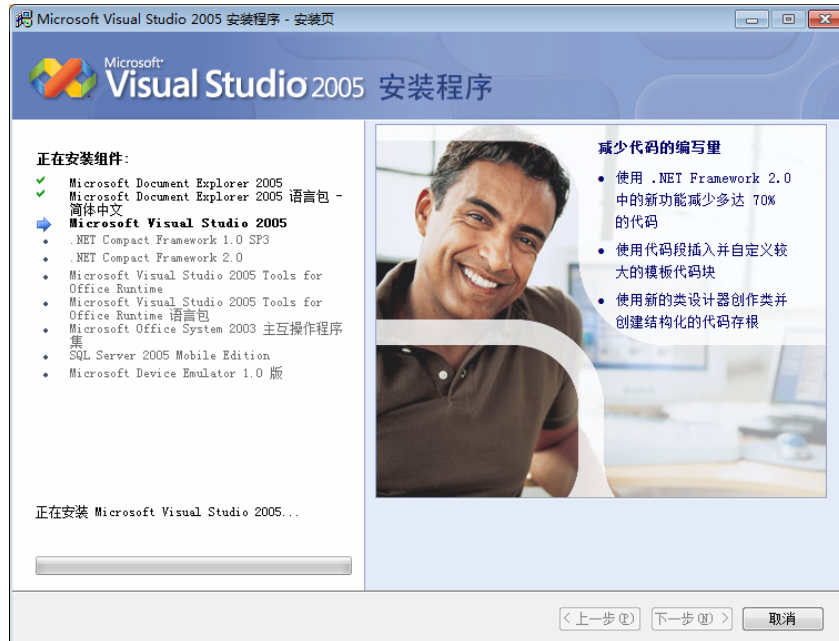 Microsoft Visual Studio 2005 安装程序 - 安装页
Microsoft
Visual Studio 2005 安装程序
正在安装组件:
Microsoft Document Explorer 2005
Microsoft Document Explorer 2005 语言包 -
简体中文
Microsoft Visual Studio 2005
.NET Compact Framework 1.0 SP3
.NET Compact Framework 2.0
Microsoft Visual Studio 2005 Tools for
Office Runtime
Microsoft Visual Studio 2005 Tools for
Office Runtime 语言包
Microsoft Office System 2003 主互操作程序
集
SQL Server 2005 Mobile Edition
Microsoft Device Emulator 1.0 版
正在安装 Microsoft Visual Studio 2005...
减少代码的编写量
• 使用 .NET Framework 2.0
中的新功能减少多达 70%
的代码
• 使用代码段插入并自定义较
大的模板代码块
• 使用新的类设计器创作类并
创建结构化的代码存根
< 上一步(P)
下一步(N) >
取消